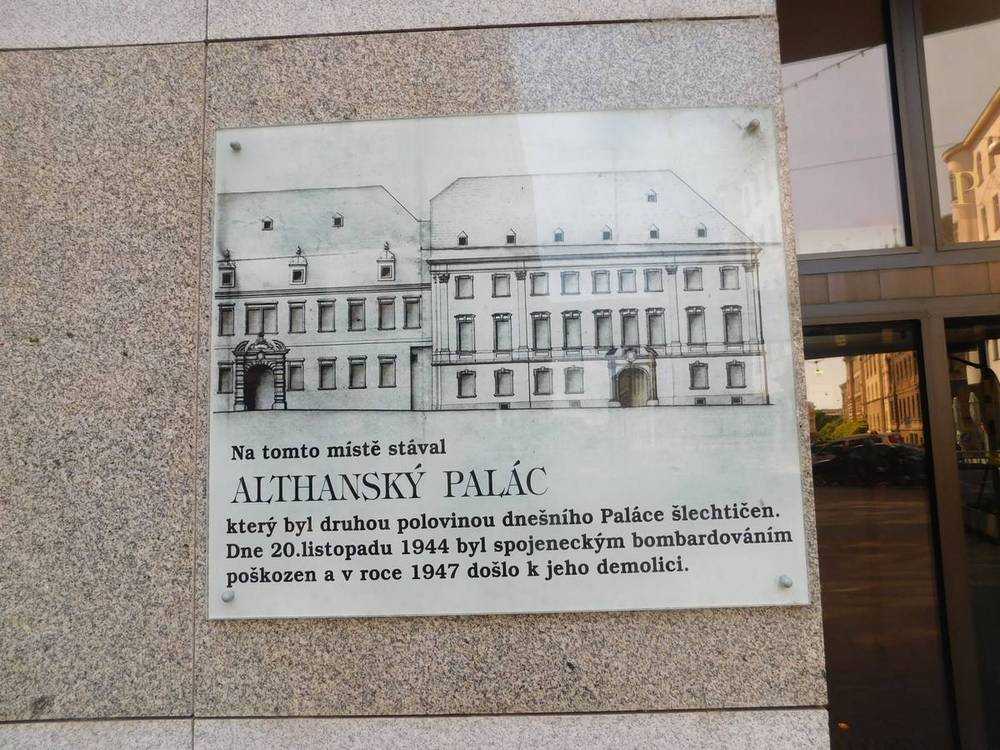 Na tomto místě stával
ALTHANSKÝ PALÁC
který byl druhou polovinou dnešního Paláce šlechtičen.
Dne 20.listopadu 1944 byl spojeneckým bombardováním
poškozen a v roce 1947 došlo k jeho demolici.
P